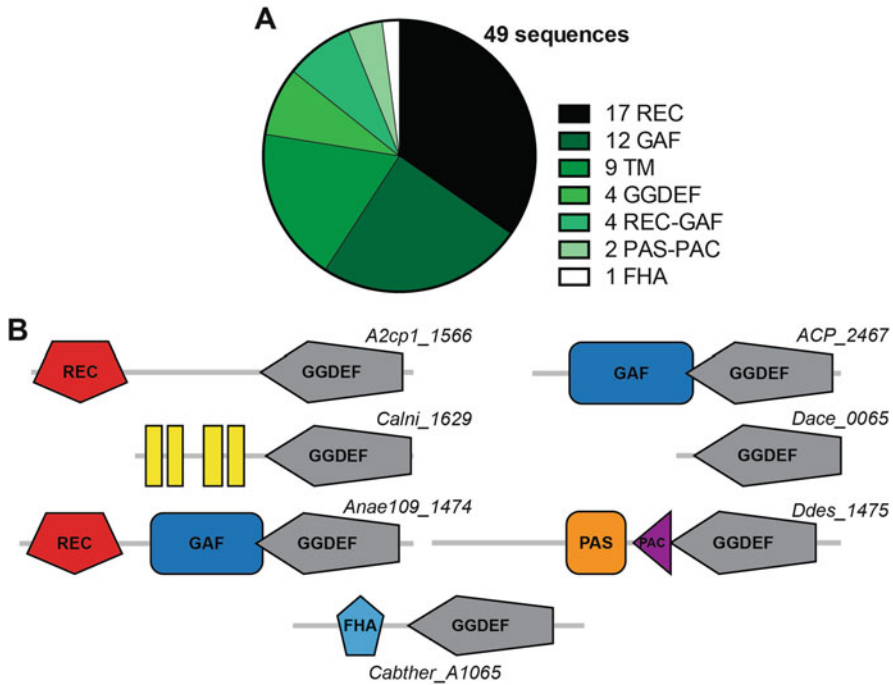 A
49 sequences
17 REC
12 GAF
9 TM
4 GGDEF
4 REC-GAF
2 PAS-PAC
1 FHA
B
A2cp1_1566
REC
GGDEF
ACP_2467
GAF
GGDEF
Calni_1629
GGDEF
Dace_0065
GGDEF
Anae109_1474
REC
GAF
GGDEF
Ddes_1475
PAS
PAC
GGDEF
FHA
GGDEF
Cabther_A1065